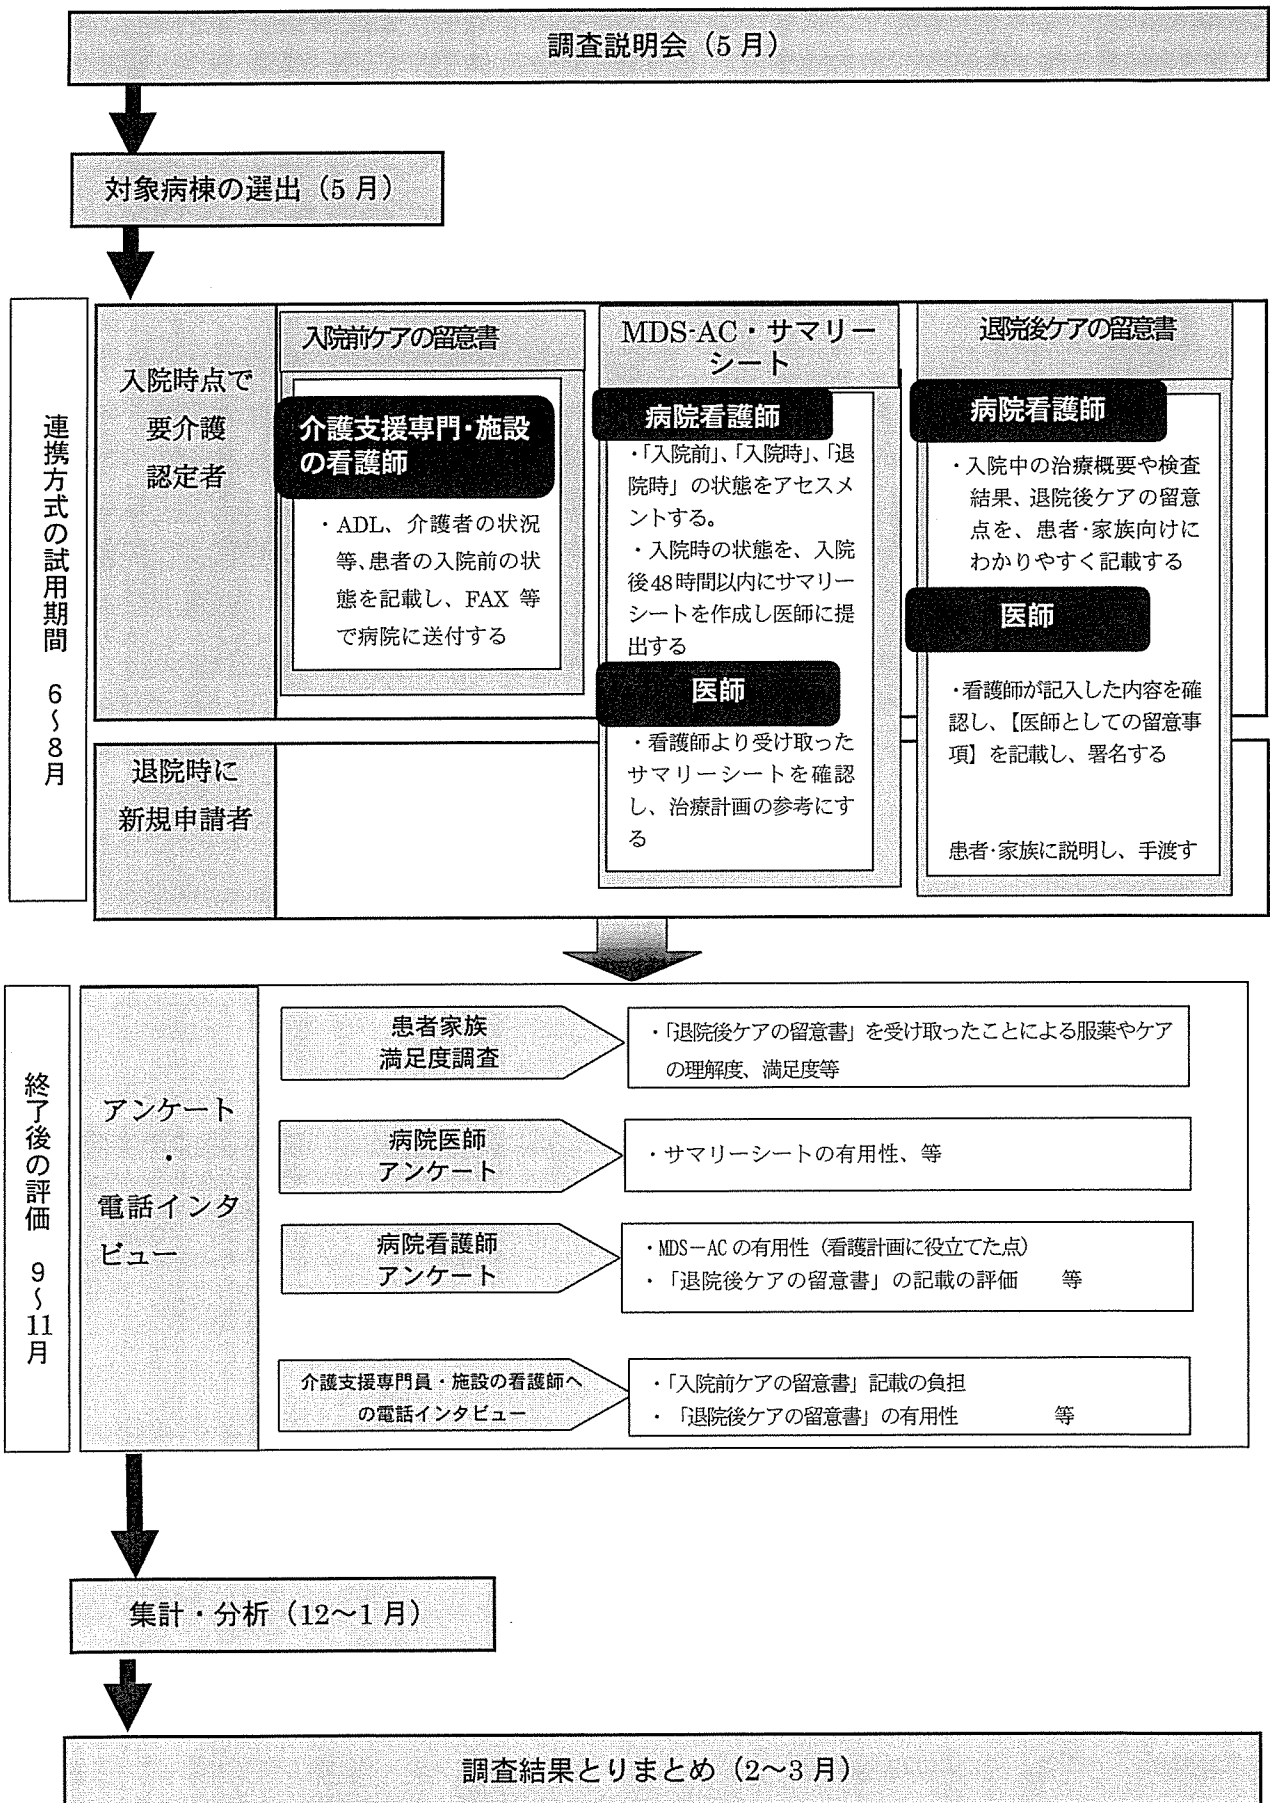 調査説明会（5 月）
対象病棟の選出（5 月）
連携方式の試用期間 6～8月
入院時点で
要介護
認定者
入院前ケアの留意書
介護支援専門・施設
の看護師
・ADL、介護者の状況
等、患者の入院前の状
態を記載し、FAX 等
で病院に送付する
MDS-AC・サマリー
シート
病院看護師
・「入院前」、「入院時」、「退
院時」の状態をアセスメ
ントする。
・入院時の状態を、入院
後48時間以内にサマリー
シートを作成し医師に提
出する
医師
・看護師より受け取った
サマリーシートを確認
し、治療計画の参考にす
る
退院後ケアの留意書
病院看護師
・入院中の治療概要や検査
結果、退院後ケアの留意
点を、患者・家族向けに
わかりやすく記載する
医師
・看護師が記入した内容を確
認し、【医師としての留意事
項】を記載し、署名する
患者・家族に説明し、手渡す
退院時に
新規申請者
終了後の評価 9～11月
アンケート
・
電話インタ
ビュー
患者家族
満足度調査
・「退院後ケアの留意書」を受け取ったことによる服薬やケア
の理解度、満足度等
病院医師
アンケート
・サマリーシートの有用性、等
病院看護師
アンケート
・MDS－AC の有用性（看護計画に役立てた点）
・「退院後ケアの留意書」の記載の評価 等
介護支援専門員・施設の看護師へ
の電話インタビュー
・「入院前ケアの留意書」記載の負担
・「退院後ケアの留意書」の有用性 等
集計・分析（12～1 月）
調査結果とりまとめ（2～3 月）